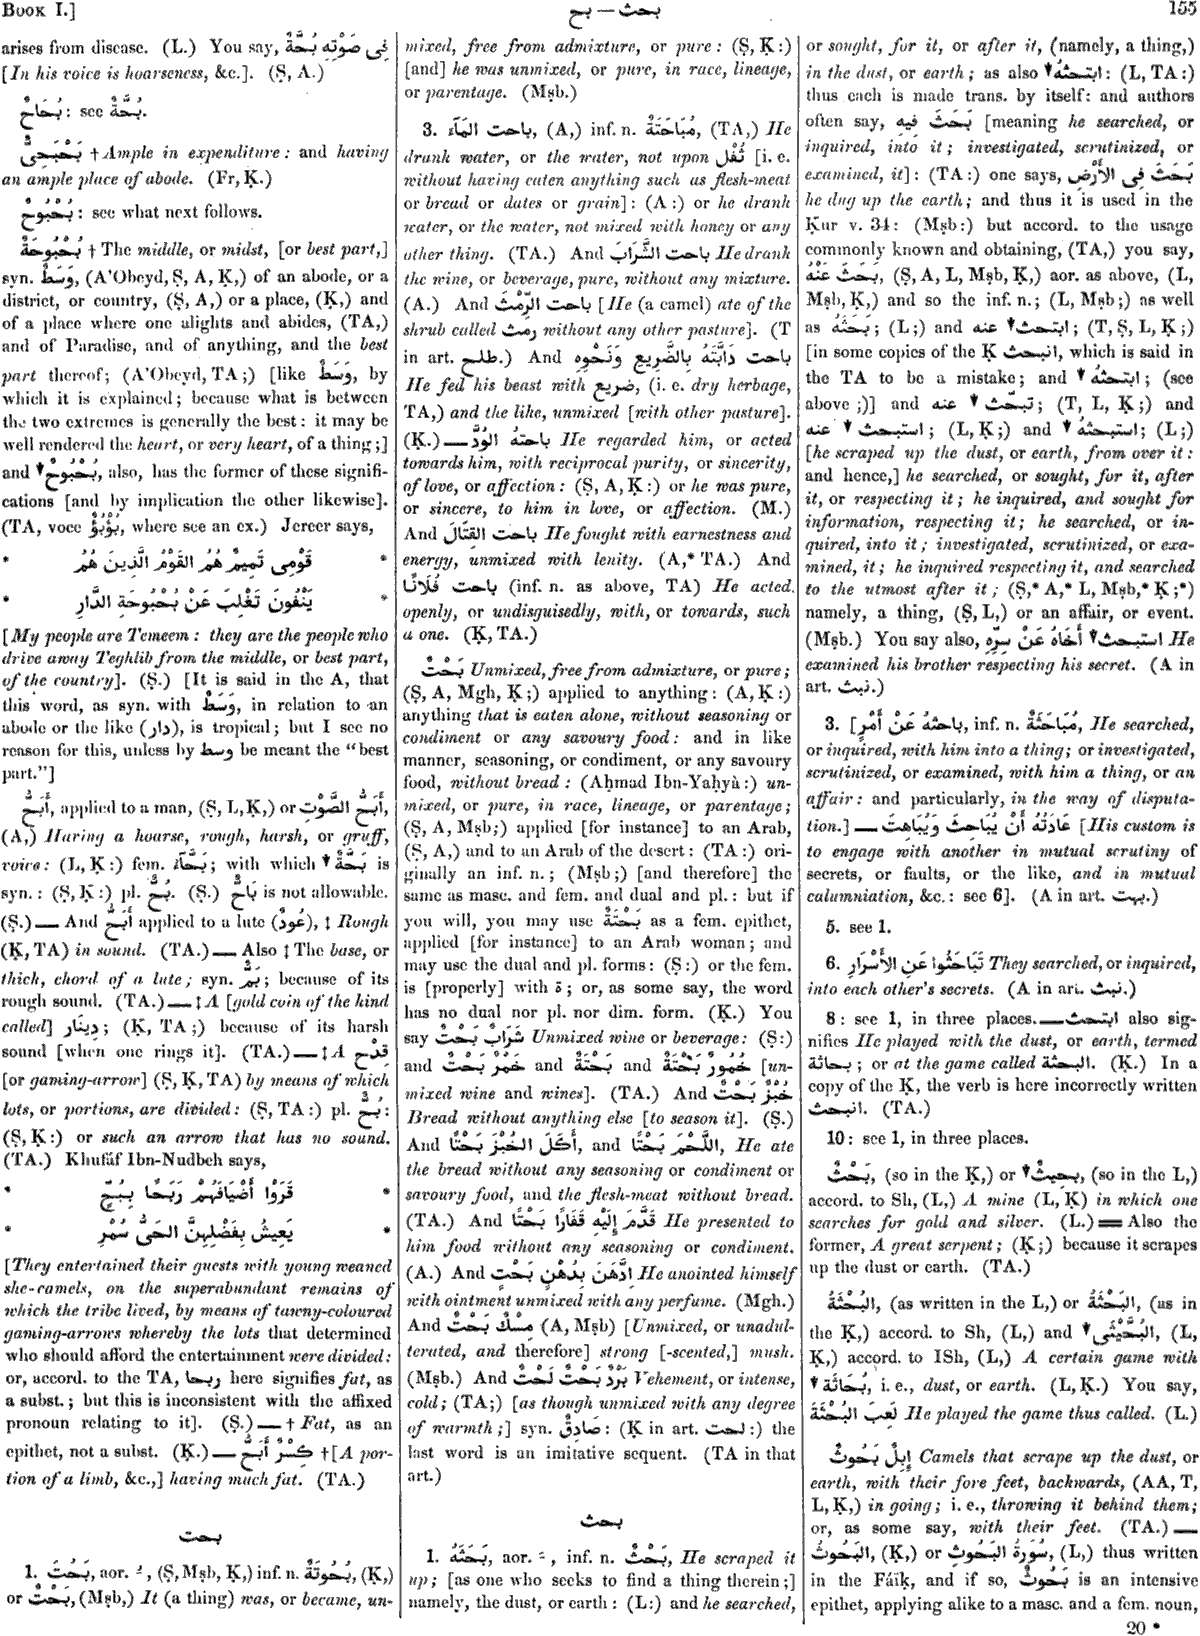 Book I.]
بحث — بح
155
arises from disease. (L.) You say, فِى صَوْتِهِ بُحَّةٌ
[In his voice is hoarseness, &c.]. (Ṣ, A.)
بُحَاحٌ: see بُحَّةٌ.
بَحْبَحِىٌّ † Ample in expenditure: and having
an ample place of abode. (Fr, Ḳ.)
بُحْبُوحٌ: see what next follows.
بُحْبُوحَةٌ † The middle, or midst, [or best part,]
syn. وَسَطٌ, (A'Obeyd, Ṣ, A, Ḳ,) of an abode, or a
district, or country, (Ṣ, A,) or a place, (Ḳ,) and
of a place where one alights and abides, (TA,)
and of Paradise, and of anything, and the best
part thereof; (A'Obeyd, TA;) [like وَسَطٌ, by
which it is explained; because what is between
the two extremes is generally the best: it may be
well rendered the heart, or very heart, of a thing;]
and ▼ بُحْبُوحٌ, also, has the former of these signifi-
cations [and by implication the other likewise].
(TA, voce بُؤْبُؤٌ, where see an ex.) Jereer says,
* قَوْمِى تَمِيمٌ هُمُ القَوْمُ الَّذِينَ هُمُ *
* يَنْفُونَ تَغْلِبَ عَنْ بُحْبُوحَةِ الدَّارِ *
[My people are Temeem: they are the people who
drive away Teghlib from the middle, or best part,
of the country]. (Ṣ.) [It is said in the A, that
this word, as syn. with وَسَطٌ, in relation to an
abode or the like (دار), is tropical; but I see no
reason for this, unless by وسط be meant the "best
part."]
أَبَحُّ, applied to a man, (Ṣ, L, Ḳ,) or أَبَحُّ الصَّوْتِ,
(A,) Having a hoarse, rough, harsh, or gruff,
voice: (L, Ḳ:) fem. بَحَّآءُ; with which ▼ بَحَّةٌ is
syn.: (Ṣ, Ḳ:) pl. بُحٌّ. (Ṣ.) بَاحٌّ is not allowable.
(Ṣ.) — And أَبَحُّ applied to a lute (عُودٌ), ‡ Rough
(Ḳ, TA) in sound. (TA.) — Also ‡ The base, or
thich, chord of a lute; syn. بَمٌّ; because of its
rough sound. (TA.) — ‡ A [gold coin of the kind
called] دِينَار; (Ḳ, TA;) because of its harsh
sound [when one rings it]. (TA.) — ‡ A قِدْح
[or gaming-arrow] (Ṣ, Ḳ, TA) by means of which
lots, or portions, are divided: (Ṣ, TA:) pl. بُحٌّ:
(Ṣ, Ḳ:) or such an arrow that has no sound.
(TA.) Khufáf Ibn-Nudbeh says,
* قَرَوْا أَضْيَافَهُمْ رَبَحًا بِبُحٍّ *
* يَعِيشُ بِفَضْلِهِنَّ الحَىُّ سُمْرِ *
[They entertained their guests with young weaned
she-camels, on the superabundant remains of
which the tribe lived, by means of tawny-coloured
gaming-arrows whereby the lots that determined
who should afford the entertainment were divided:
or, accord. to the TA, ربحا here signifies fat, as
a subst.; but this is inconsistent with the affixed
pronoun relating to it]. (Ṣ.) — † Fat, as an
epithet, not a subst. (Ḳ.) — كِسْرٌ أَبَحُّ † [A por-
tion of a limb, &c.,] having much fat. (TA.)
بحت
1. بَحُتَ, aor. ـُ, (Ṣ, Mṣb, Ḳ,) inf. n. بُحُوتَةٌ, (Ḳ,)
or بَحْتٌ, (Mṣb,) It (a thing) was, or became, un-
mixed, free from admixture, or pure: (Ṣ, Ḳ:)
[and] he was unmixed, or pure, in race, lineage,
or parentage. (Mṣb.)
3. باحت المَآءَ, (A,) inf. n. مُبَاحَتَةٌ, (TA,) He
drank water, or the water, not upon ثُفْل [i. e.
without having eaten anything such as flesh-meat
or bread or dates or grain]: (A:) or he drank
water, or the water, not mixed with honey or any
other thing. (TA.) And باحت الشَّرَابَ He drank
the wine, or beverage, pure, without any mixture.
(A.) And باحت الرِّمْثَ [He (a camel) ate of the
shrub called رمث without any other pasture]. (T
in art. طلح.) And باحت دَابَّتَهُ بِالضَّرِيعِ وَنَحْوِهِ
He fed his beast with ضريع, (i. e. dry herbage,
TA,) and the like, unmixed [with other pasture].
(Ḳ.) — باحتهُ الوُدَّ He regarded him, or acted
towards him, with reciprocal purity, or sincerity,
of love, or affection: (Ṣ, A, Ḳ:) or he was pure,
or sincere, to him in love, or affection. (M.)
And باحت القِتَالَ He fought with earnestness and
energy, unmixed with lenity. (A,* TA.) And
باحت فُلَانًا (inf. n. as above, TA) He acted
openly, or undisguisedly, with, or towards, such
a one. (Ḳ, TA.)
بَحْتٌ Unmixed, free from admixture, or pure;
(Ṣ, A, Mgh, Ḳ;) applied to anything: (A, Ḳ:)
anything that is eaten alone, without seasoning or
condiment or any savoury food: and in like
manner, seasoning, or condiment, or any savoury
food, without bread: (Aḥmad Ibn-Yaḥyà:) un-
mixed, or pure, in race, lineage, or parentage;
(Ṣ, A, Mṣb;) applied [for instance] to an Arab,
(Ṣ, A,) and to an Arab of the desert: (TA:) ori-
ginally an inf. n.; (Mṣb;) [and therefore] the
same as masc. and fem. and dual and pl.: but if
you will, you may use بَحْتَةٌ as a fem. epithet,
applied [for instance] to an Arab woman; and
may use the dual and pl. forms: (Ṣ:) or the fem.
is [properly] with ة; or, as some say, the word
has no dual nor pl. nor dim. form. (Ḳ.) You
say شَرَابٌ بَحْتٌ Unmixed wine or beverage: (Ṣ:)
and خَمْرٌ بَحْتٌ and بَحْتَةٌ and خُمُورٌ بَحْتَةٌ [un-
mixed wine and wines]. (TA.) And خُبْزٌ بَحْتٌ
Bread without anything else [to season it]. (Ṣ.)
And أَكَلَ الخُبْزَ بَحْتًا, and اللَّحْمَ بَحْتًا, He ate
the bread without any seasoning or condiment or
savoury food, and the flesh-meat without bread.
(TA.) And قَدَّمَ إِلَيْهِ قَفَارًا بَحْتًا He presented to
him food without any seasoning or condiment.
(A.) And اِدَّهَنَ بِدُهْنٍ بَحْتٍ He anointed himself
with ointment unmixed with any perfume. (Mgh.)
And مِسْكٌ بَحْتٌ (A, Mṣb) [Unmixed, or unadul-
terated, and therefore] strong [-scented,] mush.
(Mṣb.) And بَرْدٌ بَحْتٌ لَحْتٌ Vehement, or intense,
cold; (TA;) [as though unmixed with any degree
of warmth;] syn. صَادِقٌ: (Ḳ in art. لحت:) the
last word is an imitative sequent. (TA in that
art.)
بحث
1. بَحَثَهُ, aor. ـَ, inf. n. بَحْثٌ, He scraped it
up; [as one who seeks to find a thing therein;]
namely, the dust, or earth: (L:) and he searched,
or sought, for it, or after it, (namely, a thing,)
in the dust, or earth; as also ▼ ابتحثهُ: (L, TA:)
thus each is made trans. by itself: and authors
often say, بَحَثَ فِيهِ [meaning he searched, or
inquired, into it; investigated, scrutinized, or
examined, it]: (TA:) one says, بَحَثَ فِى الأَرْضِ
he dug up the earth; and thus it is used in the
Ḳur v. 34: (Mṣb:) but accord. to the usage
commonly known and obtaining, (TA,) you say,
بَحَثَ عَنْهُ, (Ṣ, A, L, Mṣb, Ḳ,) aor. as above, (L,
Mṣb, Ḳ,) and so the inf. n.; (L, Mṣb;) as well
as بَحَثَهُ; (L;) and ▼ ابتحث عنه; (T, Ṣ, L, Ḳ;)
[in some copies of the Ḳ انبحث, which is said in
the TA to be a mistake; and ▼ ابتحثهُ; (see
above;)] and ▼ تبحّث عنه; (T, L, Ḳ;) and
▼ استبحث عنه; (L, Ḳ;) and ▼ استبحثهُ; (L;)
[he scraped up the dust, or earth, from over it:
and hence,] he searched, or sought, for it, after
it, or respecting it; he inquired, and sought for
information, respecting it; he searched, or in-
quired, into it; investigated, scrutinized, or exa-
mined, it; he inquired respecting it, and searched
to the utmost after it; (Ṣ,* A,* L, Mṣb,* Ḳ;*)
namely, a thing, (Ṣ, L,) or an affair, or event.
(Mṣb.) You say also, ▼ استبحث أَخَاهُ عَنْ سِرِّهِ He
examined his brother respecting his secret. (A in
art. نبث.)
3. [باحثهُ عَنْ أَمْرٍ, inf. n. مُبَاحَثَةٌ, He searched,
or inquired, with him into a thing; or investigated,
scrutinized, or examined, with him a thing, or an
affair: and particularly, in the way of disputa-
tion.] — عَادَتُهُ أَنْ يُبَاحِثَ وَيُبَاهِتَ [His custom is
to engage with another in mutual scrutiny of
secrets, or faults, or the like, and in mutual
calumniation, &c.: see 6]. (A in art. بهت.)
5. see 1.
6. تَبَاحَثُوا عَنِ الأَسْرَارِ They searched, or inquired,
into each other's secrets. (A in art. نبث.)
8: see 1, in three places. — ابتحث also sig-
nifies He played with the dust, or earth, termed
بحاثة; or at the game called البحثة. (Ḳ.) In a
copy of the Ḳ, the verb is here incorrectly written
انبحث. (TA.)
10: see 1, in three places.
بَحْثٌ, (so in the Ḳ,) or ▼ بحيثٌ, (so in the L,)
accord. to Sh, (L,) A mine (L, Ḳ) in which one
searches for gold and silver. (L.) = Also the
former, A great serpent; (Ḳ;) because it scrapes
up the dust or earth. (TA.)
البُحْثَةُ, (as written in the L,) or البَحْثَةُ, (as in
the Ḳ,) accord. to Sh, (L,) and ▼ البُحَّيْثَى, (L,
Ḳ,) accord. to ISh, (L,) A certain game with
▼ بُحَاثَة, i. e., dust, or earth. (L, Ḳ.) You say,
لَعِبَ البُحْثَةَ He played the game thus called. (L.)
إِبِلٌ بَحُوثٌ Camels that scrape up the dust, or
earth, with their fore feet, backwards, (AA, T,
L, Ḳ,) in going; i. e., throwing it behind them;
or, as some say, with their feet. (TA.) —
البَحُوثُ, (Ḳ,) or سُورَةُ البَحُوثِ, (L,) thus written
in the Fáïḳ, and if so, بَحُوثٌ is an intensive
epithet, applying alike to a masc. and a fem. noun,
20 *